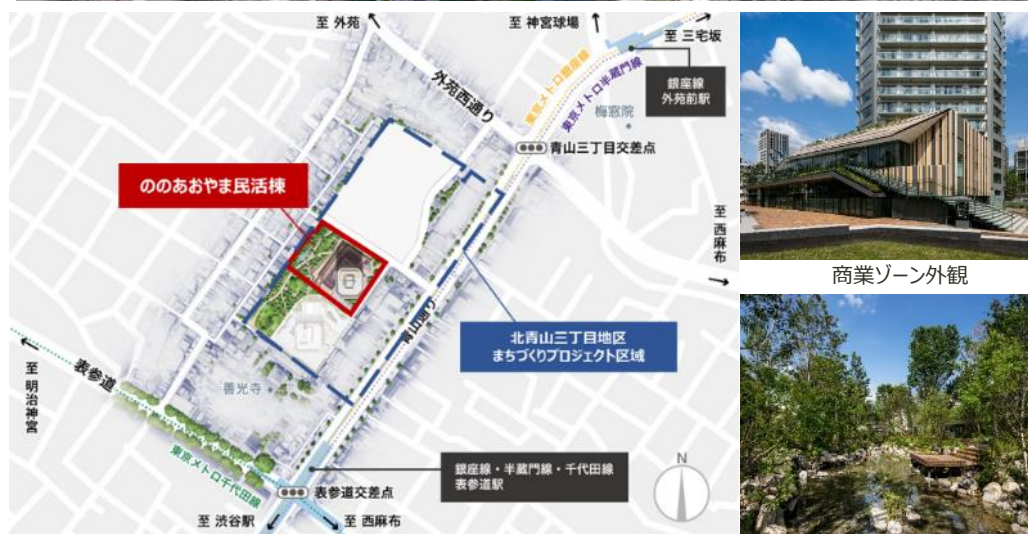 至 外苑
至 神宮球場
至 三宅坂
外苑西通り
東京メトロ銀座線
東京メトロ半蔵門線
銀座線
外苑前駅
梅窓院
青山三丁目交差点
ののあおやま民活棟
至 西麻布
商業ゾーン外観
青山通り
北青山三丁目地区
まちづくりプロジェクト区域
至 明治神宮
表参道
善光寺
東京メトロ千代田線
銀座線・半蔵門線・千代田線
表参道駅
N
表参道交差点
至 渋谷駅
至 西麻布